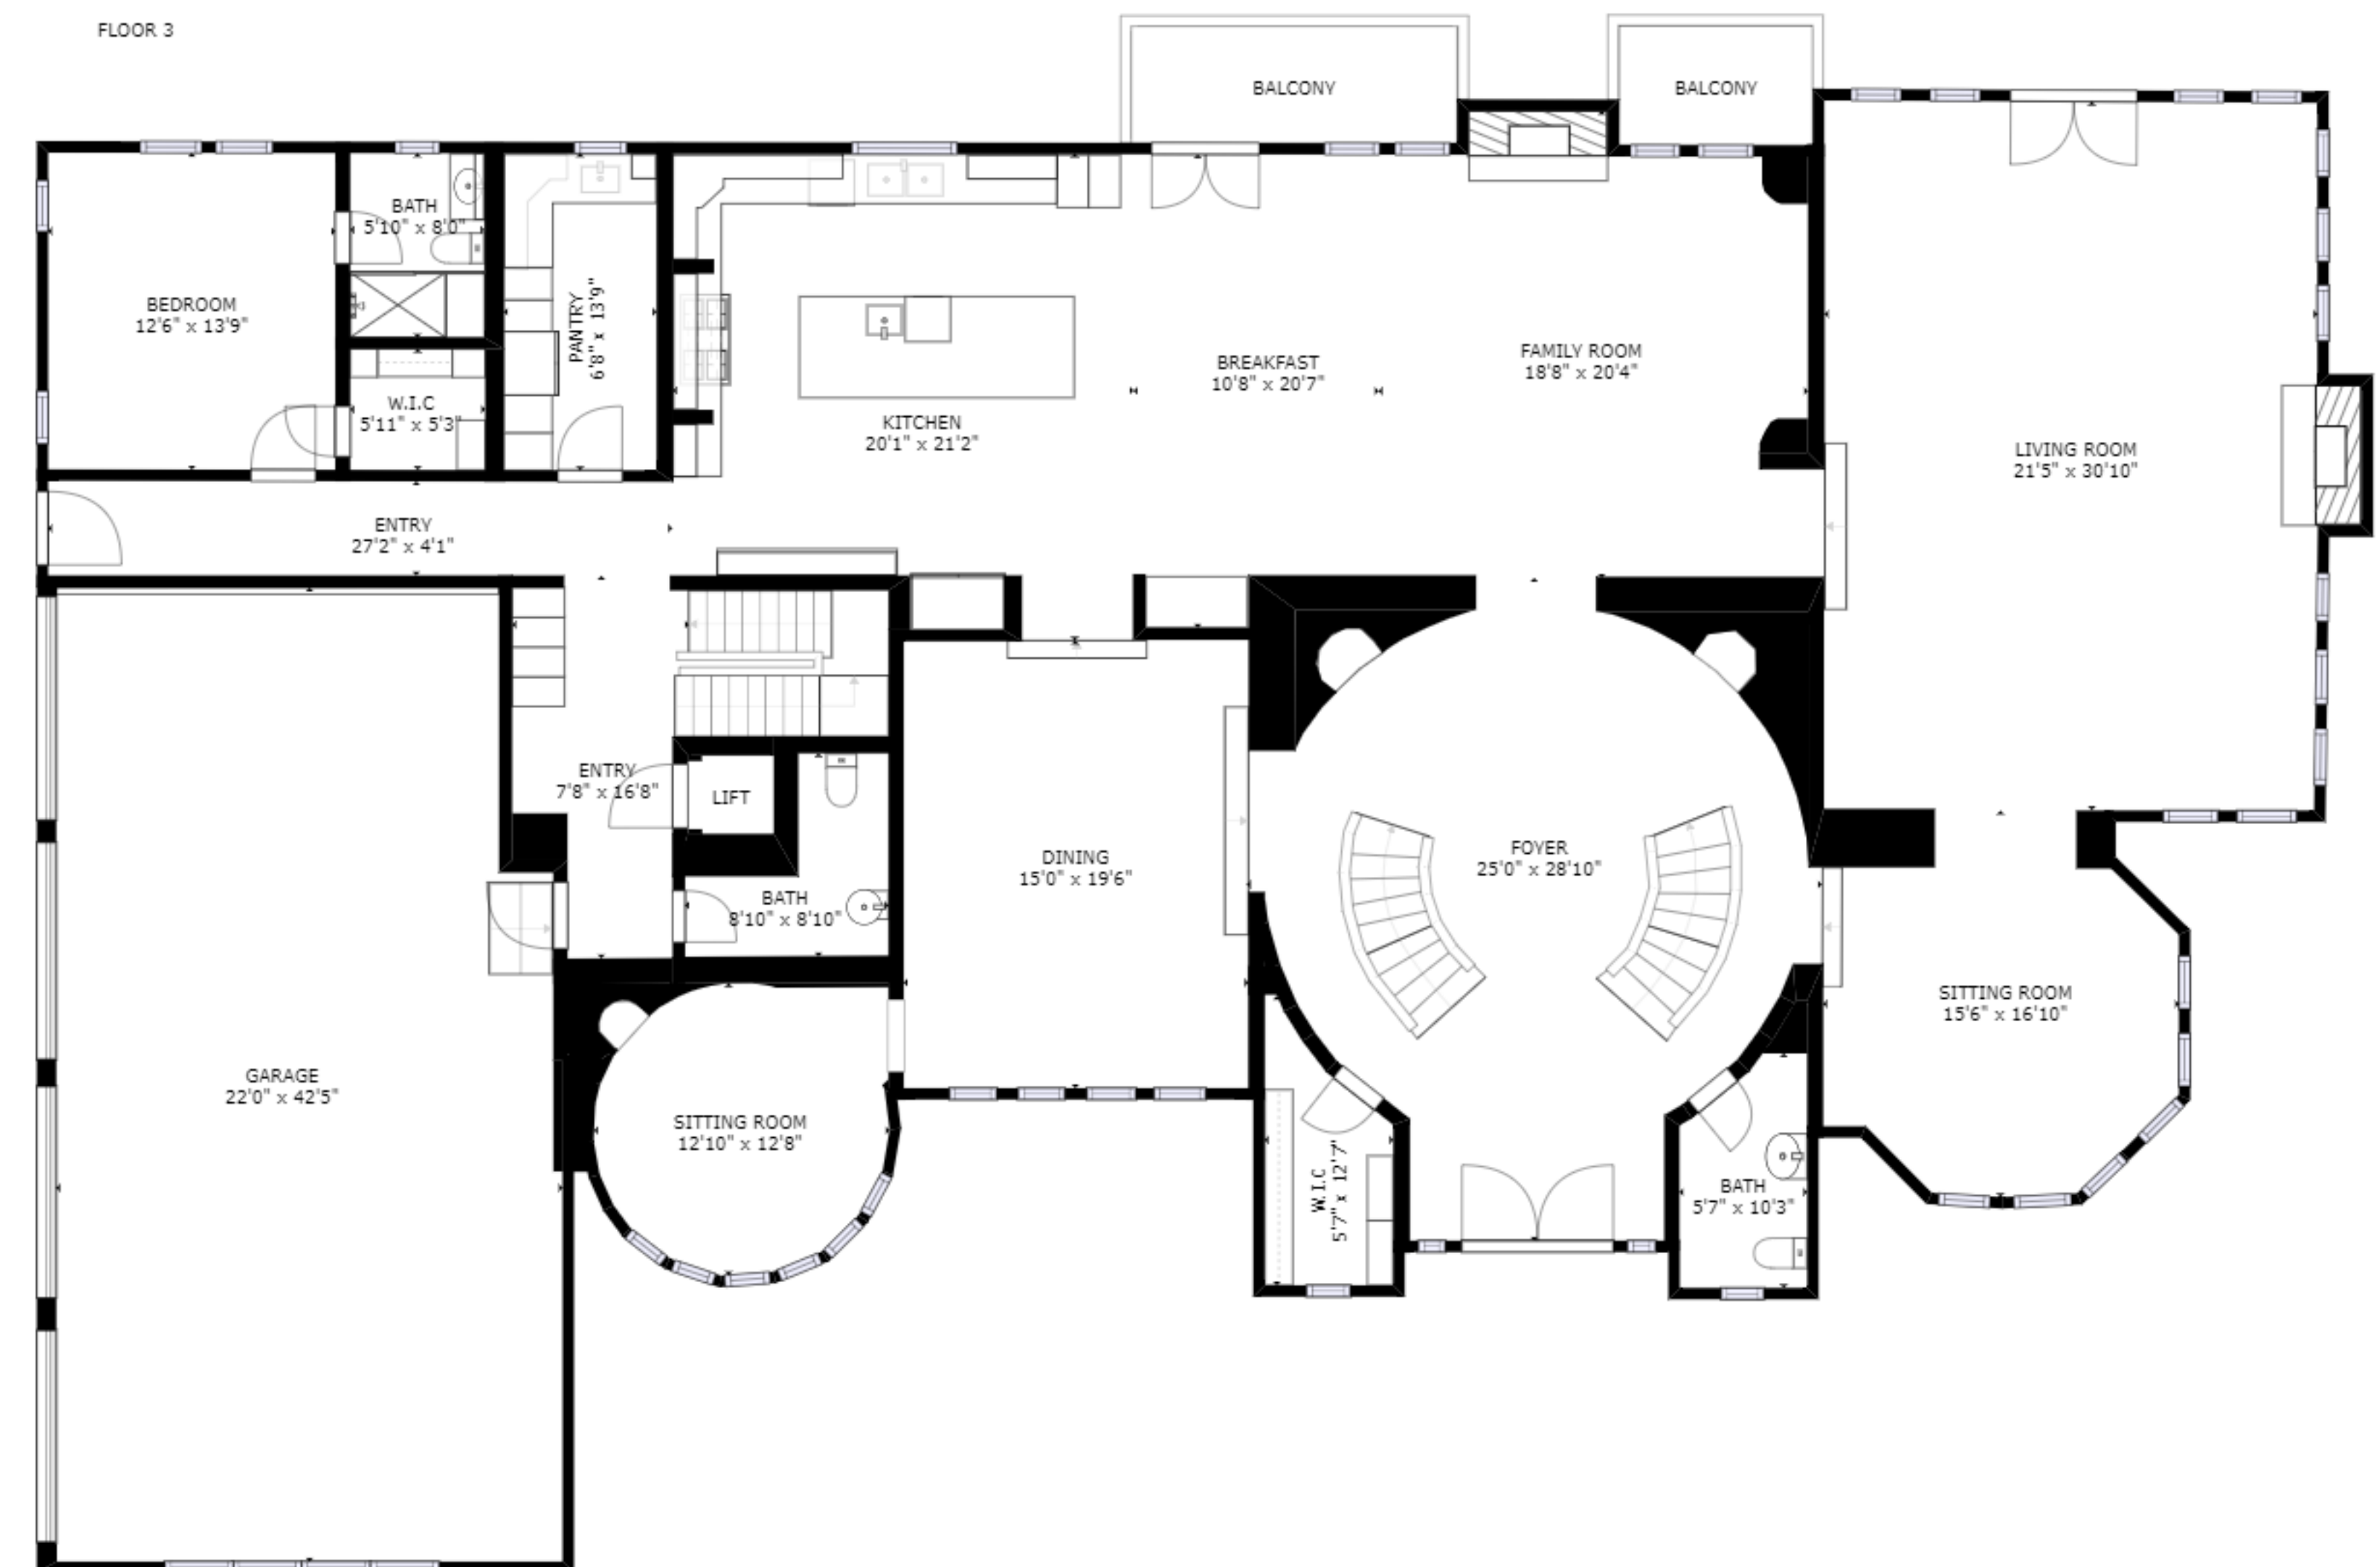 FLOOR 3
BALCONY
BALCONY
BATH
5'10" x 8'0"
BEDROOM
12'6" x 13'9"
PANTRY
6'8" x 13'9"
W.I.C
5'11" x 5'3"
KITCHEN
20'1" x 21'2"
BREAKFAST
10'8" x 20'7"
FAMILY ROOM
18'8" x 20'4"
LIVING ROOM
21'5" x 30'10"
ENTRY
27'2" x 4'1"
ENTRY
7'8" x 16'8"
LIFT
BATH
8'10" x 8'10"
DINING
15'0" x 19'6"
FOYER
25'0" x 28'10"
SITTING ROOM
15'6" x 16'10"
GARAGE
22'0" x 42'5"
SITTING ROOM
12'10" x 12'8"
W.I.C
5'7" x 12'7"
BATH
5'7" x 10'3"